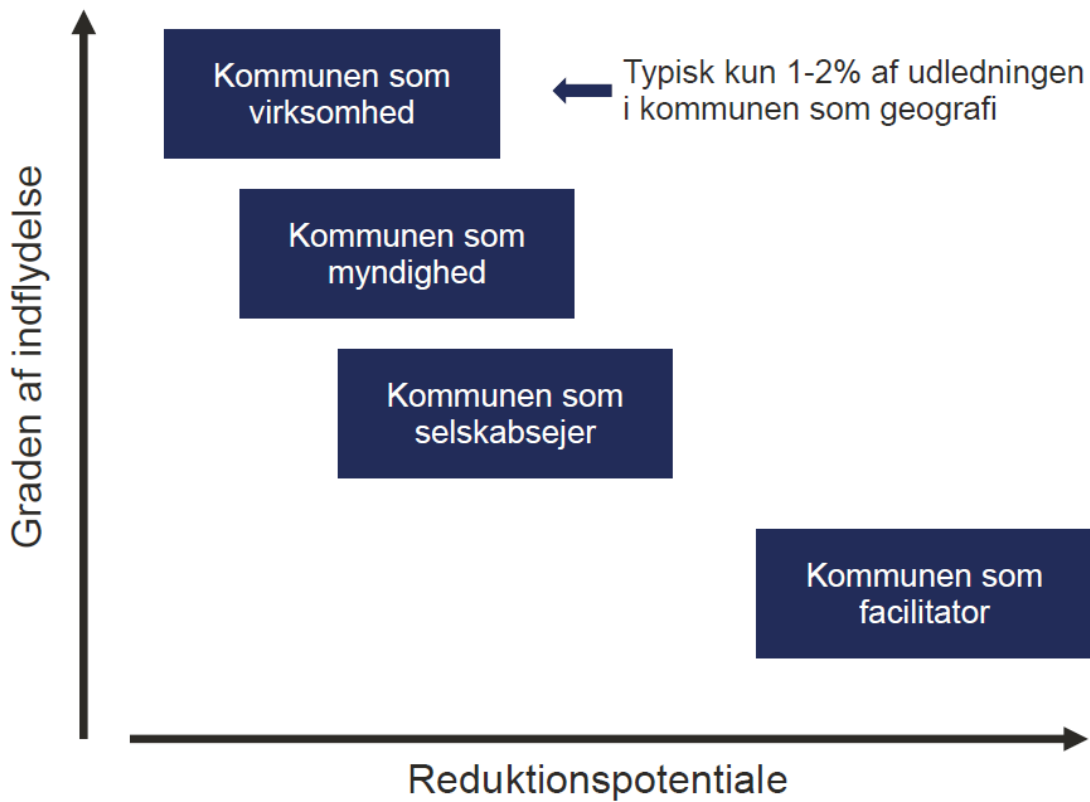 Kommunen som
virksomhed
Typisk kun 1-2% af udledningen
i kommunen som geografi
Kommunen som
myndighed
Kommunen som
selskabsejer
Kommunen som
facilitator
Graden af indflydelse
Reduktionspotentiale